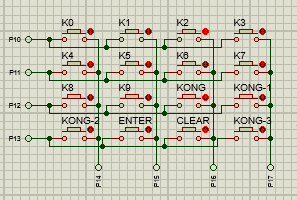 K0 K1 K2 K3
P10
K4 K5 K6 K7
P11
K8 K9 KONG KONG-1
P12
KONG-2 ENTER CLEAR KONG-3
P13
P14 P15 P16 P17